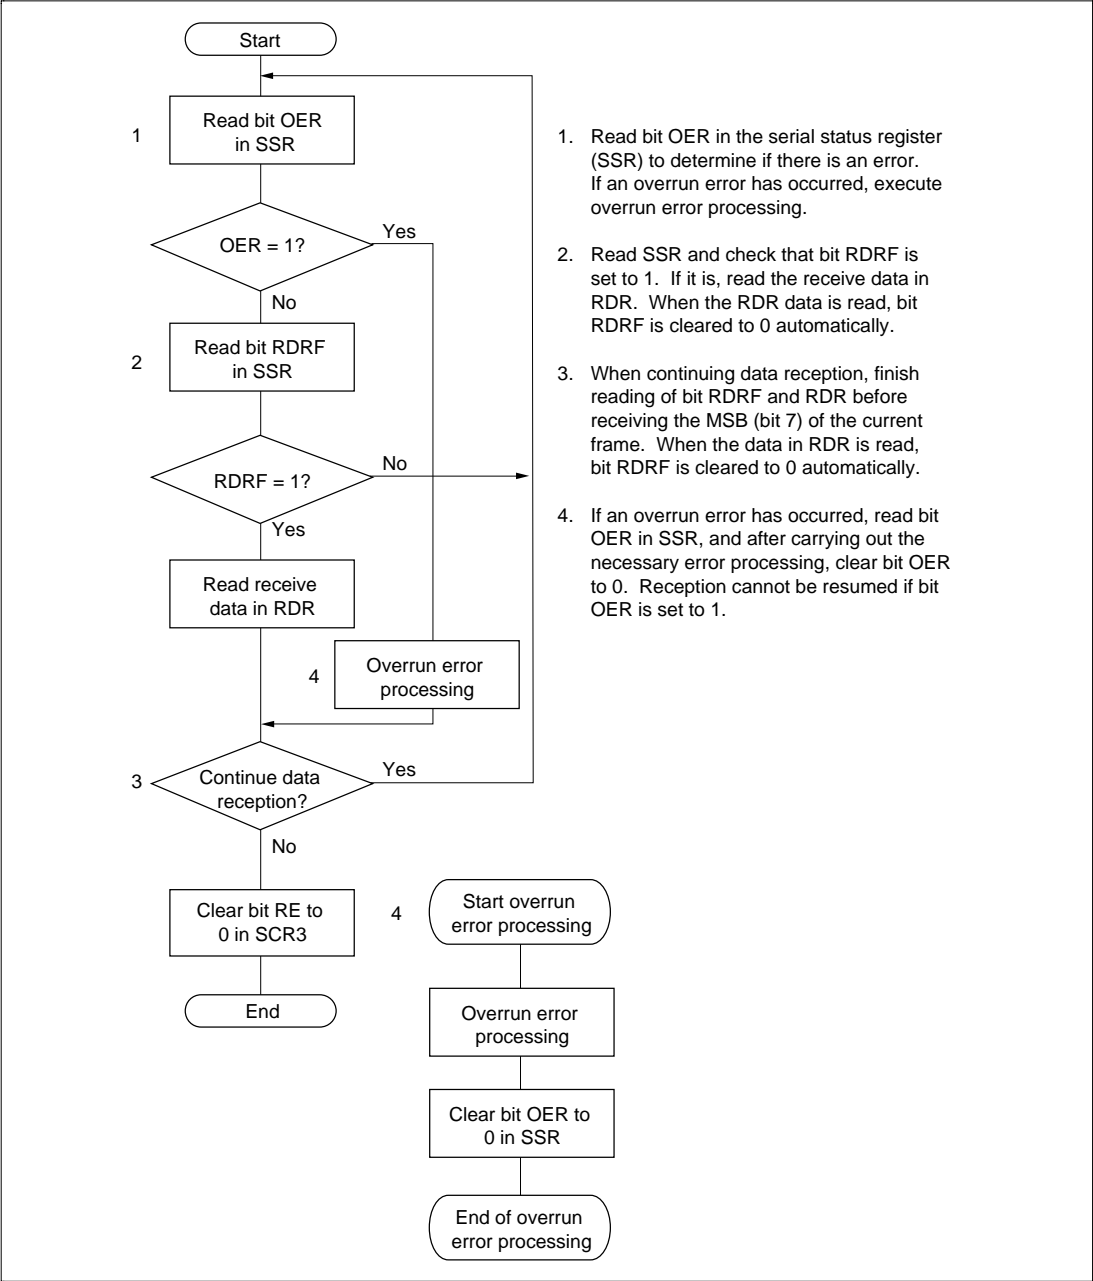 Start
1
Read bit OER
in SSR
OER = 1?
Yes
No
2
Read bit RDRF
in SSR
RDRF = 1?
No
Yes
Read receive
data in RDR
4
Overrun error
processing
3
Continue data
reception?
Yes
No
Clear bit RE to
0 in SCR3
End
4
Start overrun
error processing
Overrun error
processing
Clear bit OER to
0 in SSR
End of overrun
error processing
1. Read bit OER in the serial status register
(SSR) to determine if there is an error.
If an overrun error has occurred, execute
overrun error processing.
2. Read SSR and check that bit RDRF is
set to 1. If it is, read the receive data in
RDR. When the RDR data is read, bit
RDRF is cleared to 0 automatically.
3. When continuing data reception, finish
reading of bit RDRF and RDR before
receiving the MSB (bit 7) of the current
frame. When the data in RDR is read,
bit RDRF is cleared to 0 automatically.
4. If an overrun error has occurred, read bit
OER in SSR, and after carrying out the
necessary error processing, clear bit OER
to 0. Reception cannot be resumed if bit
OER is set to 1.